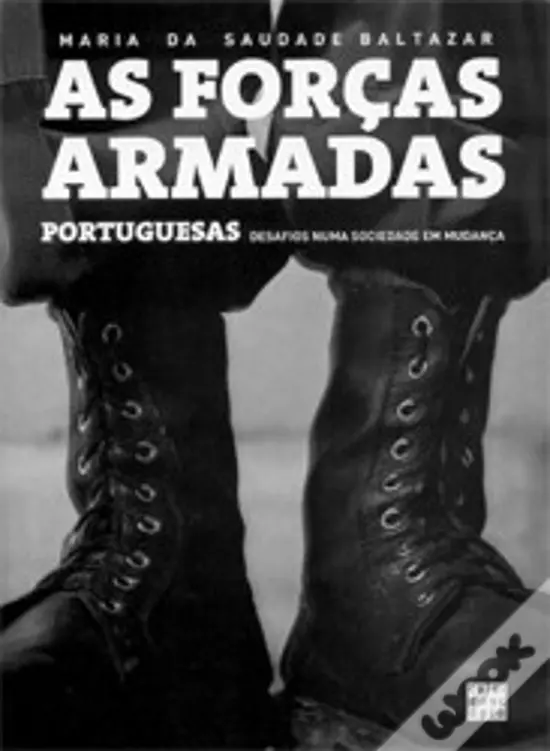 MARIA DA SAUDADE BALTAZAR
AS FORÇAS
ARMADAS
PORTUGUESAS DESAFIOS NUMA SOCIEDADE EM MUDANÇA
wook